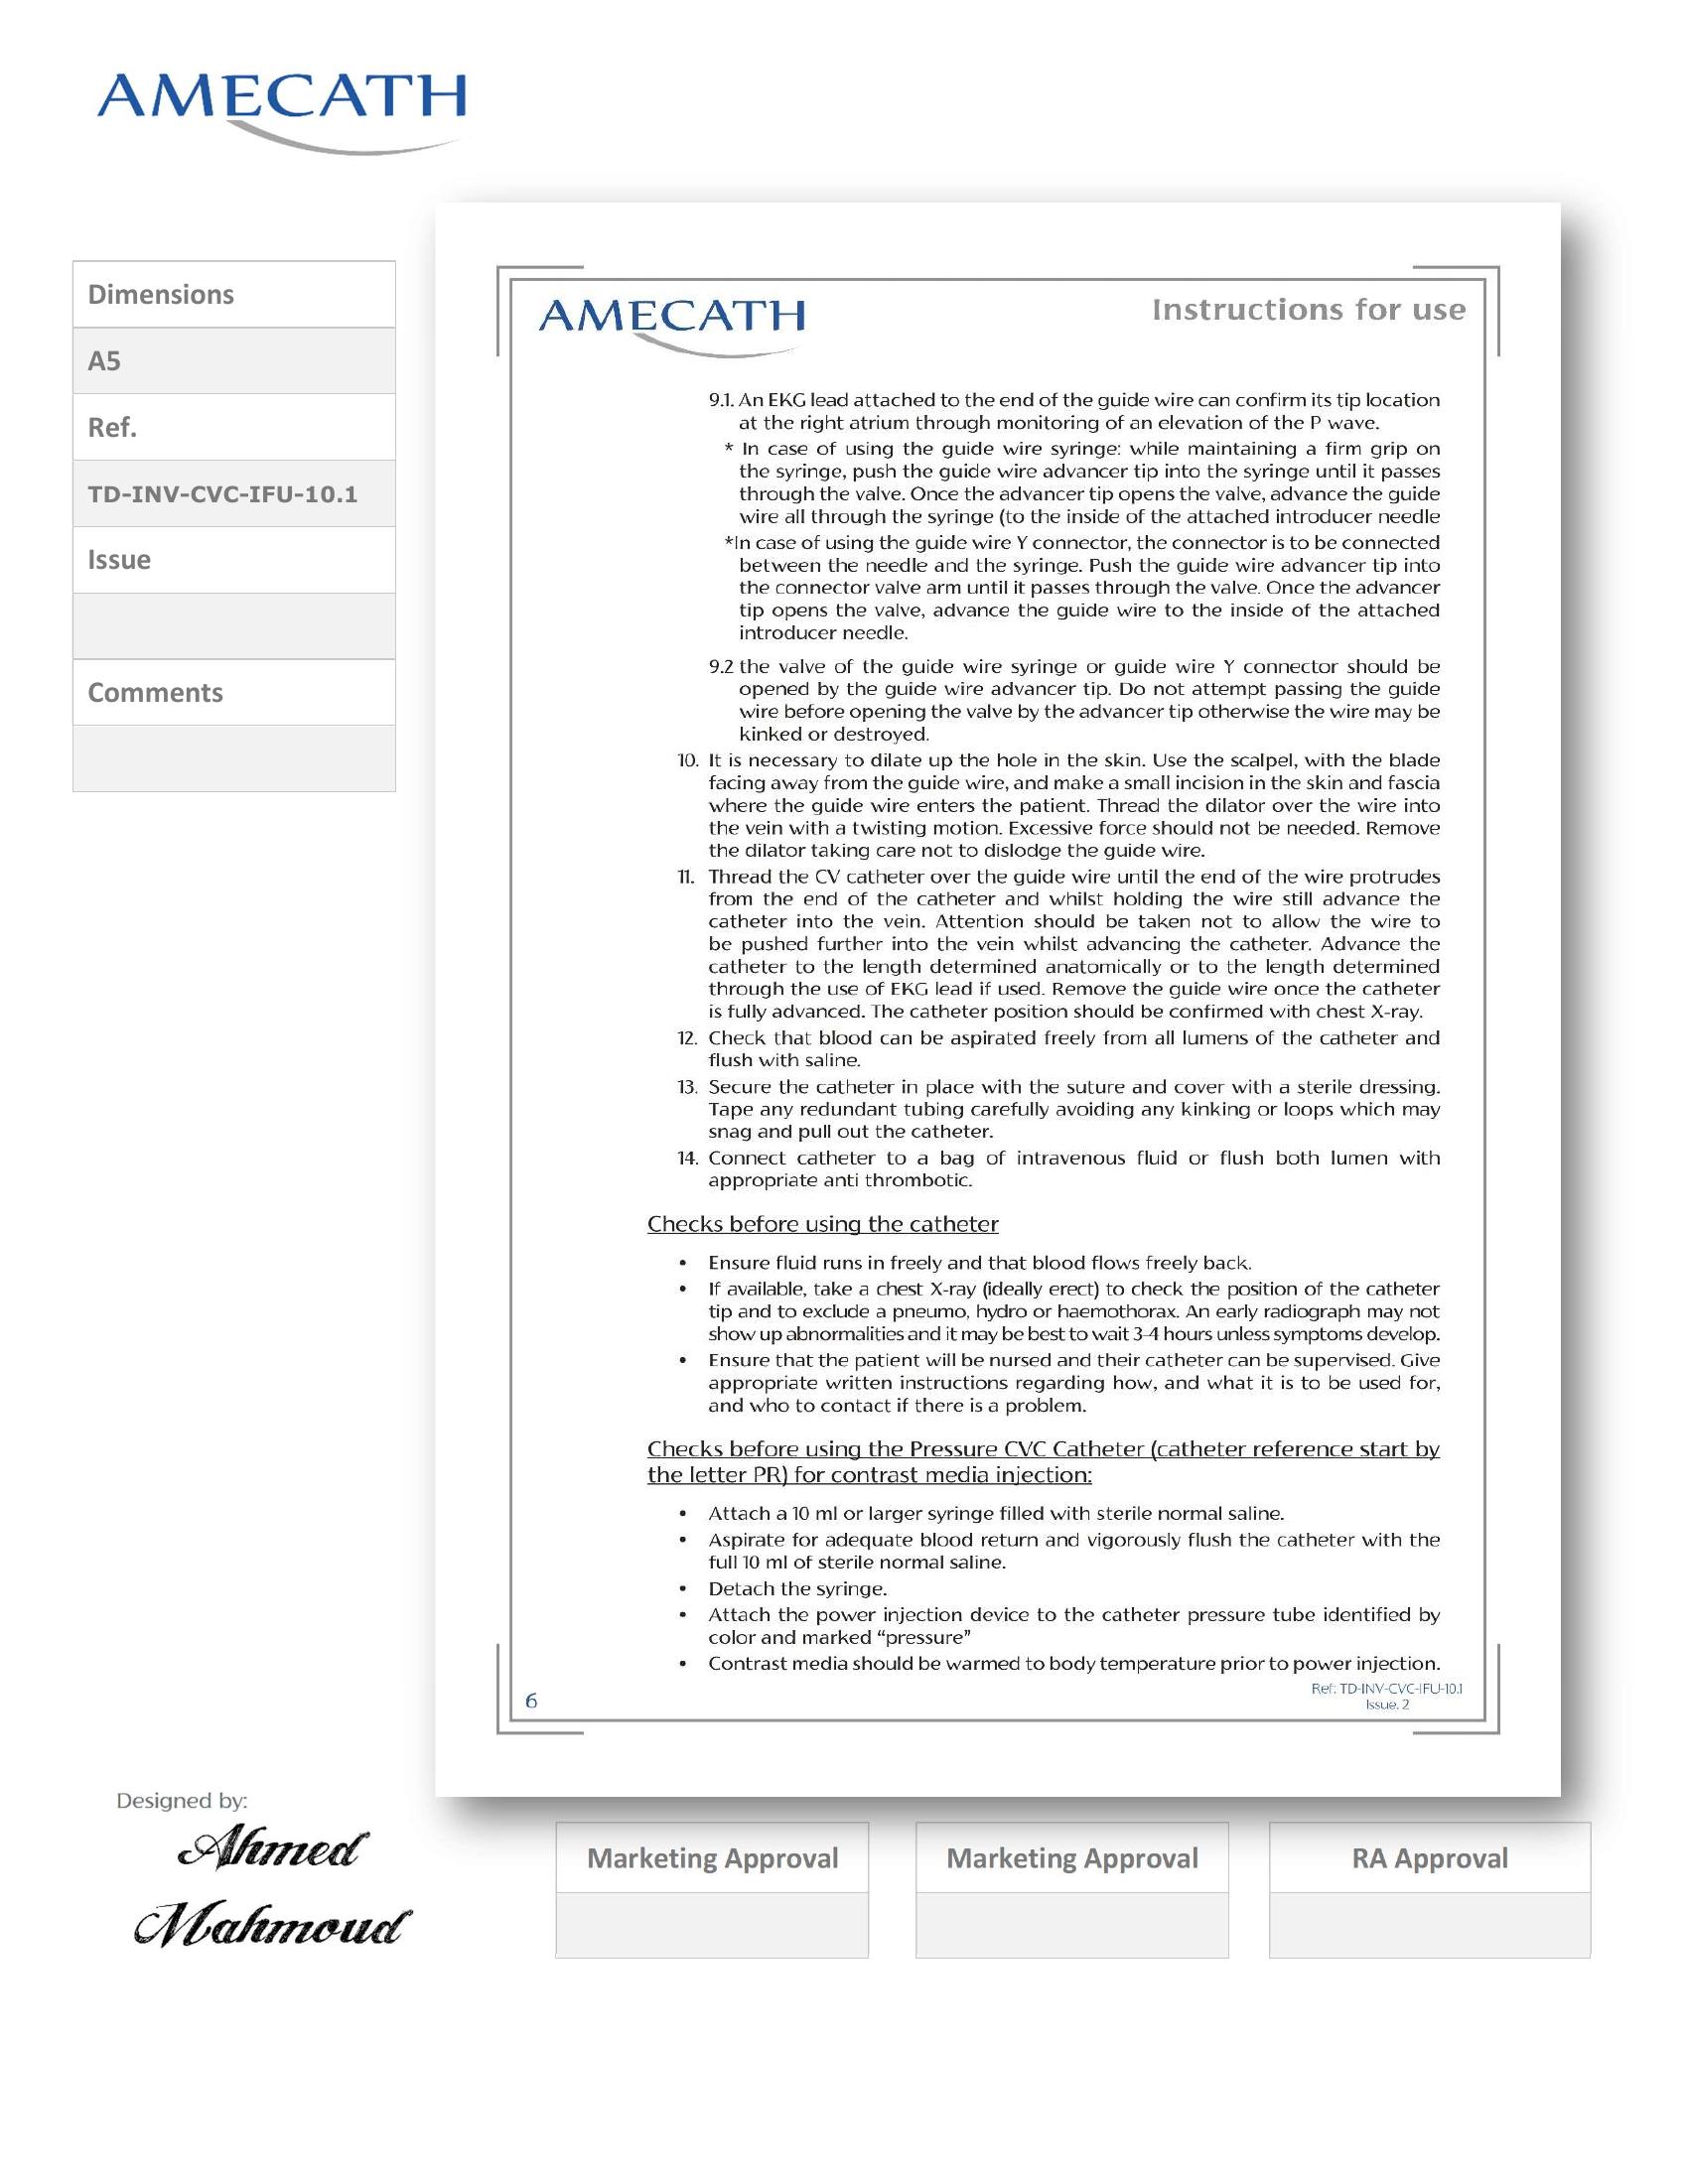 AMECATH
Dimensions
A5
Ref.
TD-INV-CVC-IFU-10.1
Issue
Comments
AMECATH
Instructions for use
9.1. An EKG lead attached to the end of the guide wire can confirm its tip location
at the right atrium through monitoring of an elevation of the P wave.
* In case of using the guide wire syringe: while maintaining a firm grip on
the syringe, push the guide wire advancer tip into the syringe until it passes
through the valve. Once the advancer tip opens the valve, advance the guide
wire all through the syringe (to the inside of the attached introducer needle
*In case of using the guide wire Y connector, the connector is to be connected
between the needle and the syringe. Push the guide wire advancer tip into
the connector valve arm until it passes through the valve. Once the advancer
tip opens the valve, advance the guide wire to the inside of the attached
introducer needle.
9.2 the valve of the guide wire syringe or guide wire Y connector should be
opened by the guide wire advancer tip. Do not attempt passing the guide
wire before opening the valve by the advancer tip otherwise the wire may be
kinked or destroyed.
10. It is necessary to dilate up the hole in the skin. Use the scalpel, with the blade
facing away from the guide wire, and make a small incision in the skin and fascia
where the guide wire enters the patient. Thread the dilator over the wire into
the vein with a twisting motion. Excessive force should not be needed. Remove
the dilator taking care not to dislodge the guide wire.
11. Thread the CV catheter over the guide wire until the end of the wire protrudes
from the end of the catheter and whilst holding the wire still advance the
catheter into the vein. Attention should be taken not to allow the wire to
be pushed further into the vein whilst advancing the catheter. Advance the
catheter to the length determined anatomically or to the length determined
through the use of EKG lead if used. Remove the guide wire once the catheter
is fully advanced. The catheter position should be confirmed with chest X-ray.
12. Check that blood can be aspirated freely from all lumens of the catheter and
flush with saline.
13. Secure the catheter in place with the suture and cover with a sterile dressing.
Tape any redundant tubing carefully avoiding any kinking or loops which may
snag and pull out the catheter.
14. Connect catheter to a bag of intravenous fluid or flush both lumen with
appropriate anti thrombotic.
Checks before using the catheter
• Ensure fluid runs in freely and that blood flows freely back.
• If available, take a chest X-ray (ideally erect) to check the position of the catheter
tip and to exclude a pneumo, hydro or haemothorax. An early radiograph may not
show up abnormalities and it may be best to wait 3-4 hours unless symptoms develop.
• Ensure that the patient will be nursed and their catheter can be supervised. Give
appropriate written instructions regarding how, and what it is to be used for,
and who to contact if there is a problem.
Checks before using the Pressure CVC Catheter (catheter reference start by
the letter PR) for contrast media injection:
• Attach a 10 ml or larger syringe filled with sterile normal saline.
• Aspirate for adequate blood return and vigorously flush the catheter with the
full 10 ml of sterile normal saline.
• Detach the syringe.
• Attach the power injection device to the catheter pressure tube identified by
color and marked “pressure”
• Contrast media should be warmed to body temperature prior to power injection.
6
Ref: TD-INV-CVC-IFU-10.1
Issue. 2
Designed by:
Ahmed
Mahmoud
Marketing Approval
Marketing Approval
RA Approval